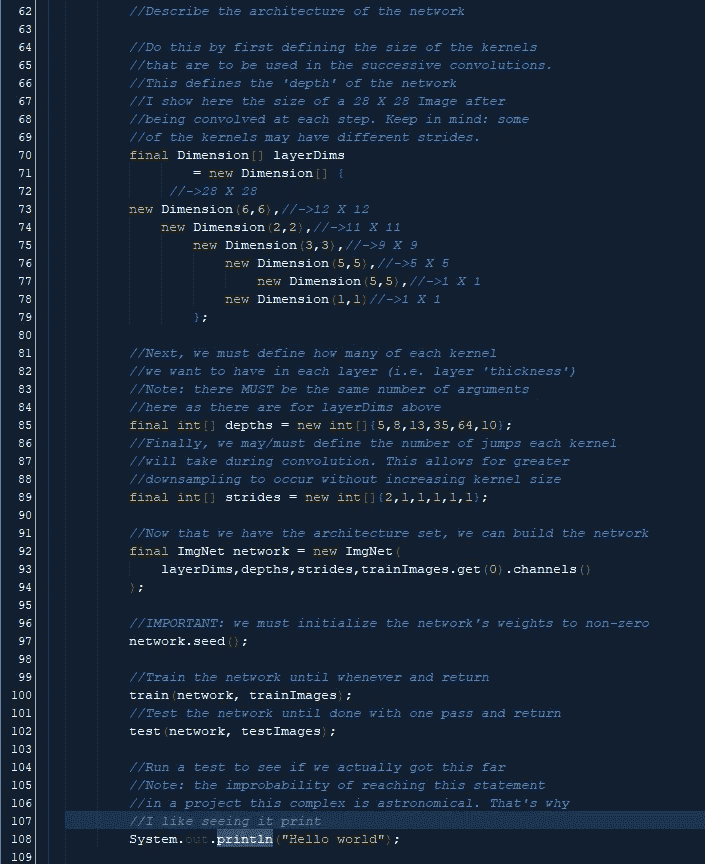 62 //Describe the architecture of the network
63
64 //Do this by first defining the size of the kernels
65 //that are to be used in the successive convolutions.
66 //This defines the 'depth' of the network
67 //I show here the size of a 28 X 28 Image after
68 //being convolved at each step. Keep in mind: some
69 //of the kernels may have different strides.
70 final Dimension[] layerDims
71 = new Dimension[] {
72 //->28 X 28
73 new Dimension(6,6),//->12 X 12
74 new Dimension(2,2),//->11 X 11
75 new Dimension(3,3),//->9 X 9
76 new Dimension(5,5),//->5 X 5
77 new Dimension(5,5),//->1 X 1
78 new Dimension(1,1)//->1 X 1
79 };
80
81 //Next, we must define how many of each kernel
82 //we want to have in each layer (i.e. layer 'thickness')
83 //Note: there MUST be the same number of arguments
84 //here as there are for layerDims above
85 final int[] depths = new int[]{5,8,13,35,64,10};
86 //Finally, we may/must define the number of jumps each kernel
87 //will take during convolution. This allows for greater
88 //downsampling to occur without increasing kernel size
89 final int[] strides = new int[]{2,1,1,1,1,1};
90
91 //Now that we have the architecture set, we can build the network
92 final ImgNet network = new ImgNet(
93 layerDims,depths,strides,trainImages.get(0).channels()
94 );
95
96 //IMPORTANT: we must initialize the network's weights to non-zero
97 network.seed();
98
99 //Train the network until whenever and return
100 train(network, trainImages);
101 //Test the network until done with one pass and return
102 test(network, testImages);
103
104 //Run a test to see if we actually got this far
105 //Note: the improbability of reaching this statement
106 //in a project this complex is astronomical. That's why
107 //I like seeing it print
108 System.out.println("Hello world");
109